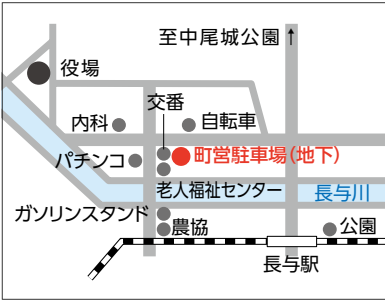 至中尾城公園↑
役場
交番
内科
自転車
パチンコ
町営駐車場(地下)
老人福祉センター
長与川
ガソリンスタンド
農協
公園
長与駅